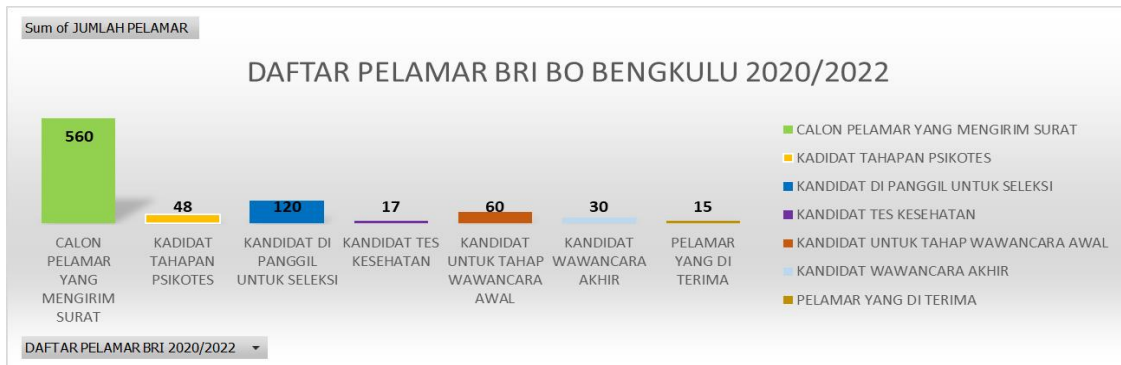 Sum of JUMLAH PELAMAR
DAFTAR PELAMAR BRI BO BENGKULU 2020/2022
560
48
120
17
60
30
15
CALON
PELAMAR
YANG
MENGIRIM
SURAT
KADIDAT
TAHAPAN
PSIKOTES
KANDIDAT DI
PANGGIL
UNTUK SELEKSI
KANDIDAT TES
KESEHATAN
KANDIDAT
UNTUK TAHAP
WAWANCARA
AWAL
KANDIDAT
WAWANCARA
AKHIR
PELAMAR
YANG DI
TERIMA
CALON PELAMAR YANG MENGIRIM SURAT
KADIDAT TAHAPAN PSIKOTES
KANDIDAT DI PANGGIL UNTUK SELEKSI
KANDIDAT TES KESEHATAN
KANDIDAT UNTUK TAHAP WAWANCARA AWAL
KANDIDAT WAWANCARA AKHIR
PELAMAR YANG DI TERIMA
DAFTAR PELAMAR BRI 2020/2022